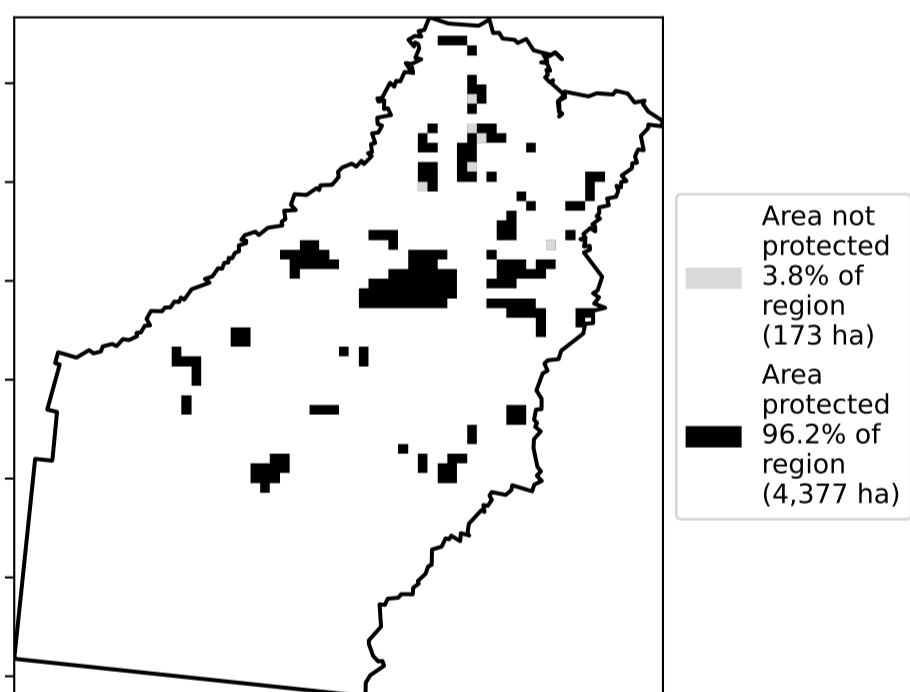 Area not
protected
3.8% of
region
(173 ha)
Area
protected
96.2% of
region
(4,377 ha)